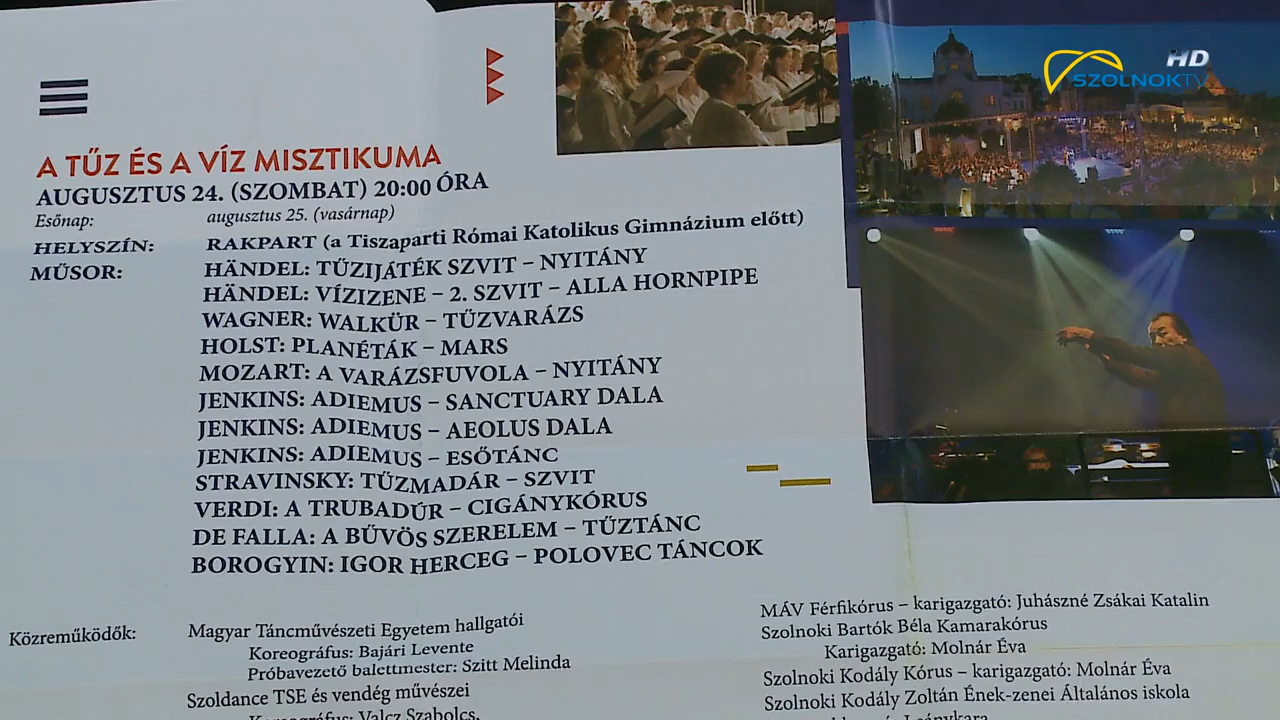 HD
SZOLNOKTV
A TŰZ ÉS A VÍZ MISZTIKUMA
AUGUSZTUS 24. (SZOMBAT) 20:00 ÓRA
Esőnap: augusztus 25. (vasárnap)
HELYSZÍN: RAKPART (a Tiszaparti Római Katolikus Gimnázium előtt)
MŰSOR: HÄNDEL: TŰZIJÁTÉK SZVIT – NYITÁNY
HÄNDEL: VÍZIZENE – 2. SZVIT – ALLA HORNPIPE
WAGNER: WALKÜR – TŰZVARÁZS
HOLST: PLANÉTÁK – MARS
MOZART: A VARÁZSFUVOLA – NYITÁNY
JENKINS: ADIEMUS – SANCTUARY DALA
JENKINS: ADIEMUS – AEOLUS DALA
JENKINS: ADIEMUS – ESŐTÁNC
STRAVINSKY: TŰZMADÁR – SZVIT
VERDI: A TRUBADÚR – CIGÁNYKÓRUS
DE FALLA: A BŰVÖS SZERELEM – TŰZTÁNC
BOROGYIN: IGOR HERCEG – POLOVEC TÁNCOK
Közreműködők: Magyar Táncművészeti Egyetem hallgatói
Koreográfus: Bajári Levente
Próbavezető balettmester: Szitt Melinda
Szoldance TSE és vendég művészei
Koreográfus: Valcz Szabolcs,
MÁV Férfikórus – karigazgató: Juhászné Zsákai Katalin
Szolnoki Bartók Béla Kamarakórus
Karigazgató: Molnár Éva
Szolnoki Kodály Kórus – karigazgató: Molnár Éva
Szolnoki Kodály Zoltán Ének-zenei Általános iskola
Leánykara